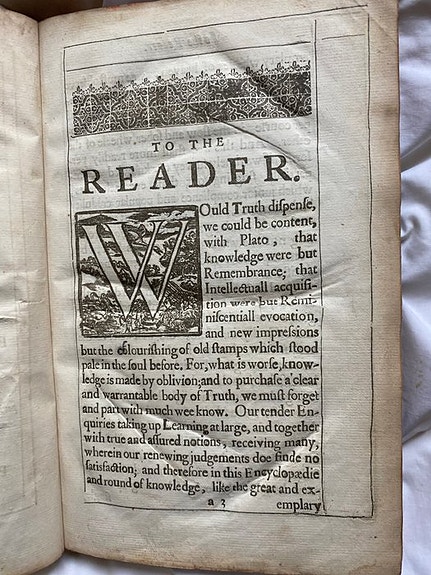 TO THE
READER.
WOuld Truth dispense,
we could be content,
with Plato, that
knowledge were but
Remembrance; that
Intellectuall acquisi-
tion were but Remi-
niscentiall evocation,
and new impressions
but the colourishing of old stamps which stood
pale in the soul before. For, what is worse, know-
ledge is made by oblivion; and to purchase a clear
and warrantable body of Truth, we must forget
and part with much wee know. Our tender En-
quiries taking up Learning at large, and together
with true and assured notions, receiving many,
wherein our renewing judgements doe finde no
satisfaction; and therefore in this Encyclopædie
and round of knowledge, like the great and ex-
a 3 emplary